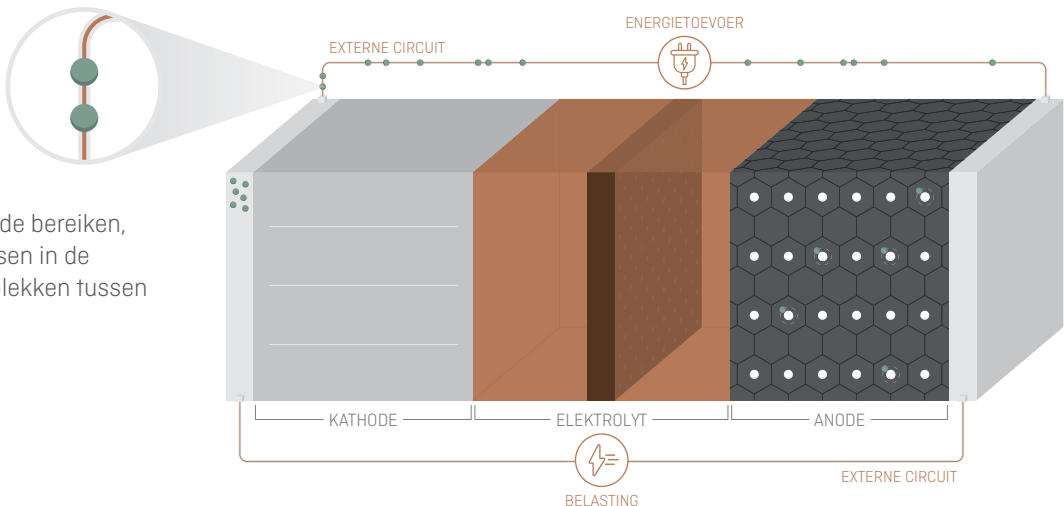 ENERGIETOEVOER
EXTERNE CIRCUIT
de bereiken,
sen in de
lekken tussen
KATHODE
ELEKTROLYT
ANODE
EXTERNE CIRCUIT
BELASTING